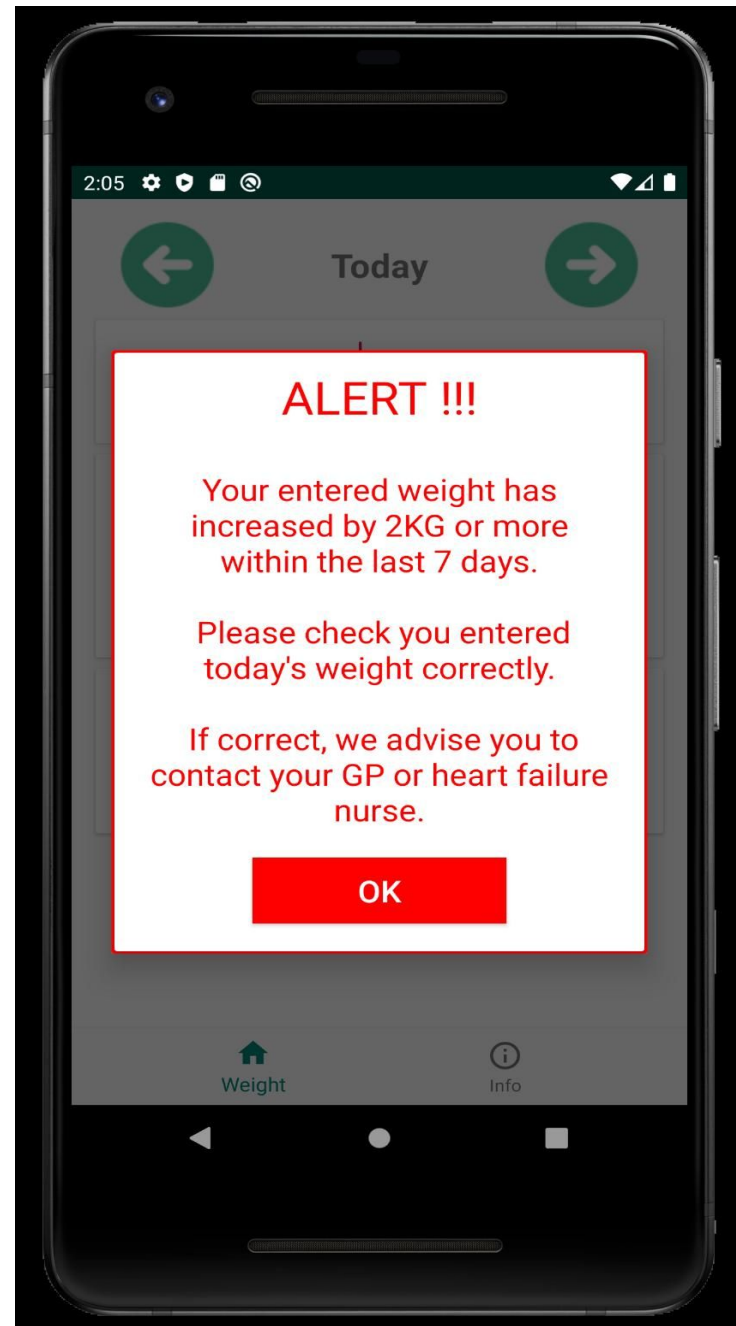 2:05
Today
ALERT !!!
Your entered weight has
increased by 2KG or more
within the last 7 days.
Please check you entered
today's weight correctly.
If correct, we advise you to
contact your GP or heart failure
nurse.
OK
Weight
Info